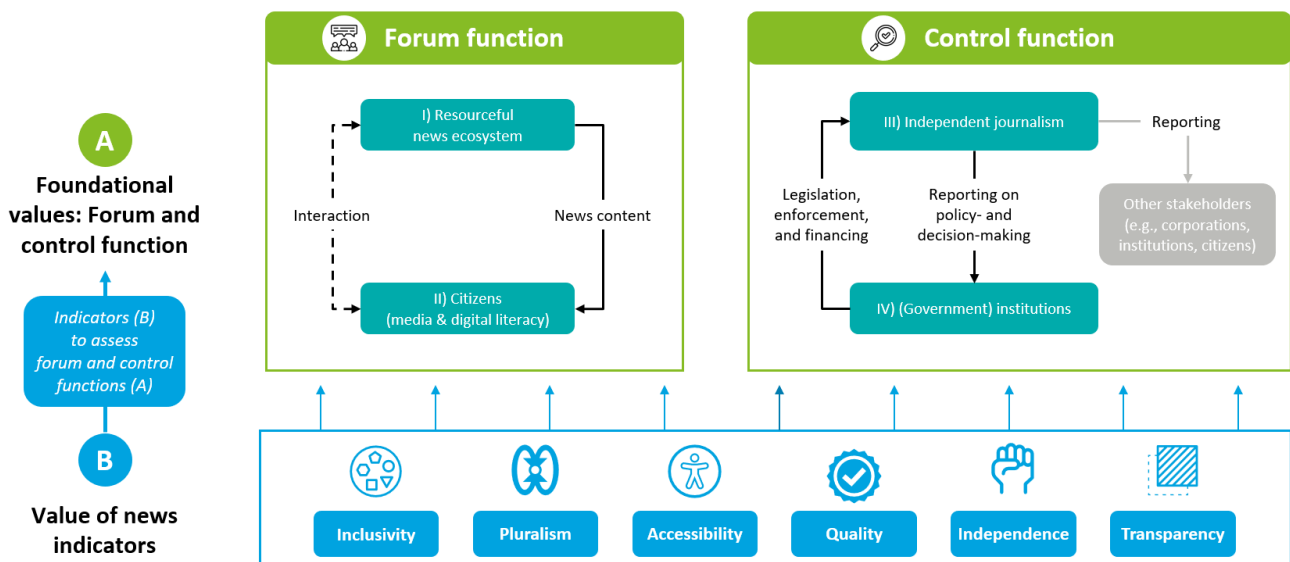 Forum function
Control function
I) Resourceful
news ecosystem
Interaction
News content
II) Citizens
(media & digital literacy)
III) Independent journalism
Reporting
Legislation,
enforcement,
and financing
Reporting on
policy- and
decision-making
Other stakeholders
(e.g., corporations,
institutions, citizens)
IV) (Government) institutions
A
Foundational
values: Forum and
control function
Indicators (B)
to assess
forum and control
functions (A)
B
Value of news
indicators
Inclusivity
Pluralism
Accessibility
Quality
Independence
Transparency